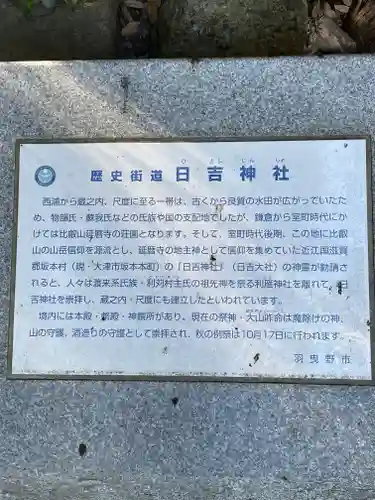 歴史街道 日吉神社
ひ よし じん じゃ
西浦から蔵之内、尺度に至る一帯は、古くから良質の水田が広がっていたた
め、物部氏・蘇我氏などの氏族や国の支配地でしたが、鎌倉から室町時代にか
けては比叡山延暦寺の荘園となります。そして、室町時代後期、この地に比叡
山の山岳信仰を源流とし、延暦寺の地主神として信仰を集めていた近江国滋賀
郷坂本村(現・大津市坂本本町)の「日吉神社」(日吉大社)の神霊が勧請さ
れると、人々は渡来系氏族・利苅村主氏の祖先神を祭る利雁神社を離れて、日
吉神社を崇拝し、蔵之内・尺度にも建立したといわれています。
境内には本殿・幣殿・神饌所があり、現在の祭神・大山咋命は魔除けの神、
山の守護、酒造りの守護として崇拝され、秋の例祭は10月17日に行われます。
羽曳野市